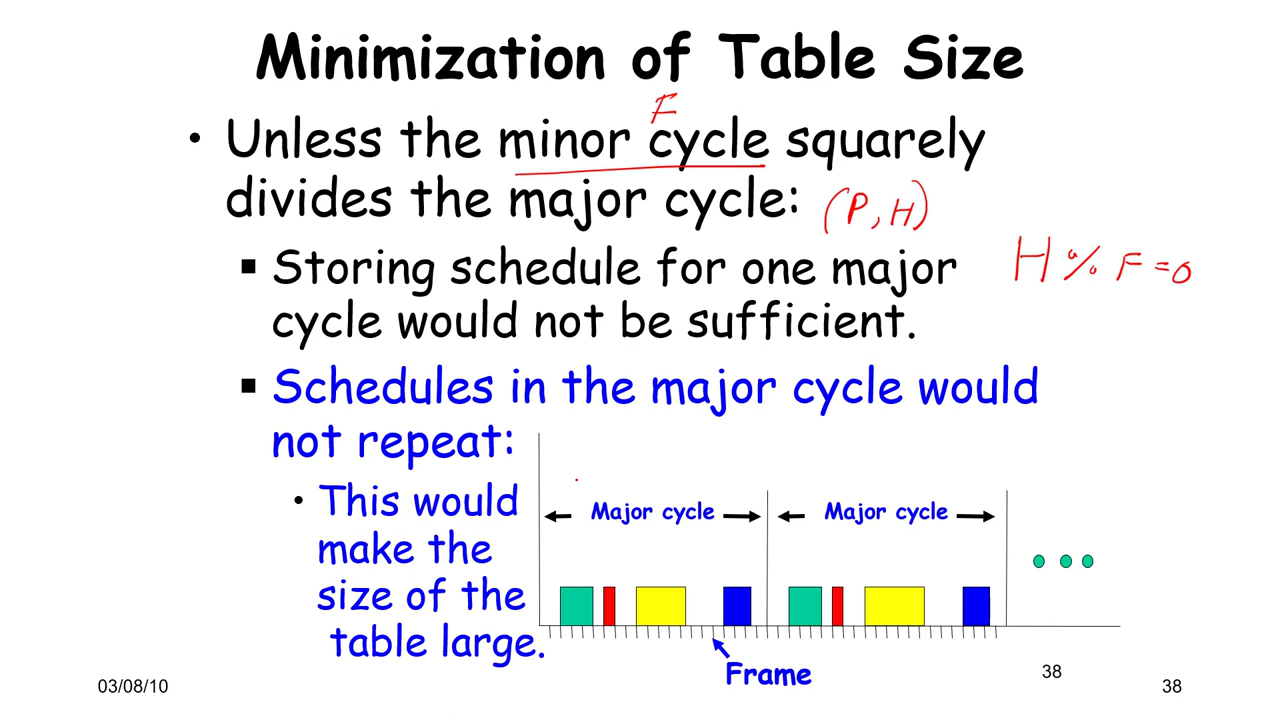 Minimization of Table Size
F
• Unless the minor cycle squarely
divides the major cycle: (P, H)
▪ Storing schedule for one major
H % F = 0
cycle would not be sufficient.
▪ Schedules in the major cycle would
not repeat:
• This would
make the
size of the
table large.
Major cycle
Major cycle
Frame
03/08/10
38
38